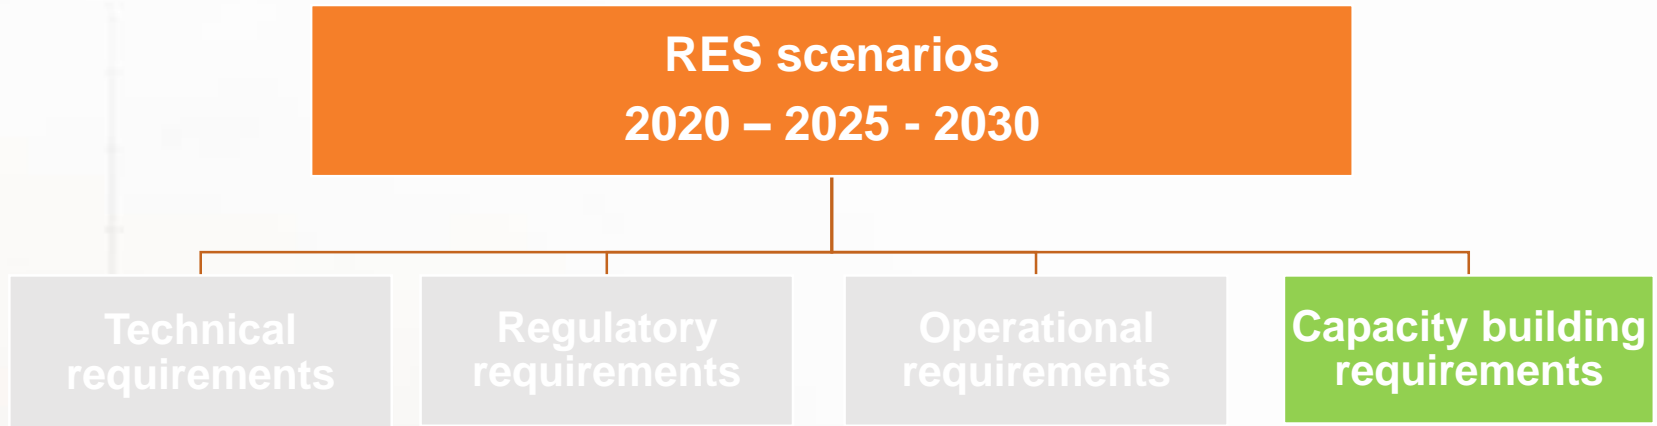 RES scenarios
2020 – 2025 - 2030
Technical
requirements
Regulatory
requirements
Operational
requirements
Capacity building
requirements